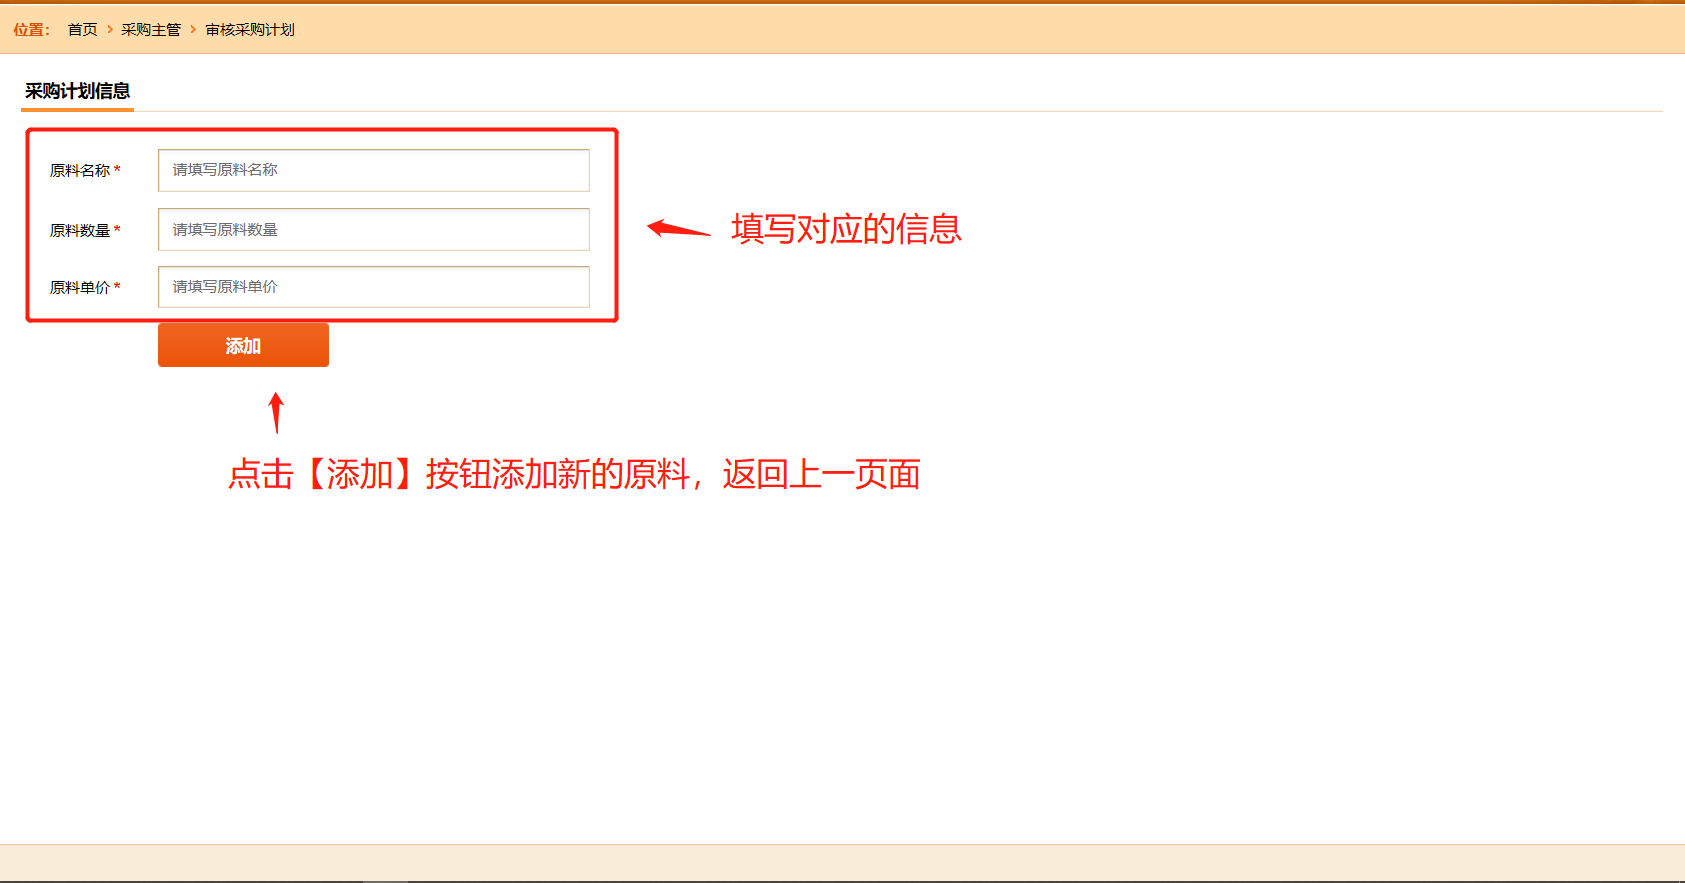 位置： 首页 > 采购主管 > 审核采购计划
采购计划信息
原料名称* 请填写原料名称
原料数量* 请填写原料数量
填写对应的信息
原料单价* 请填写原料单价
添加
点击【添加】按钮添加新的原料，返回上一页面